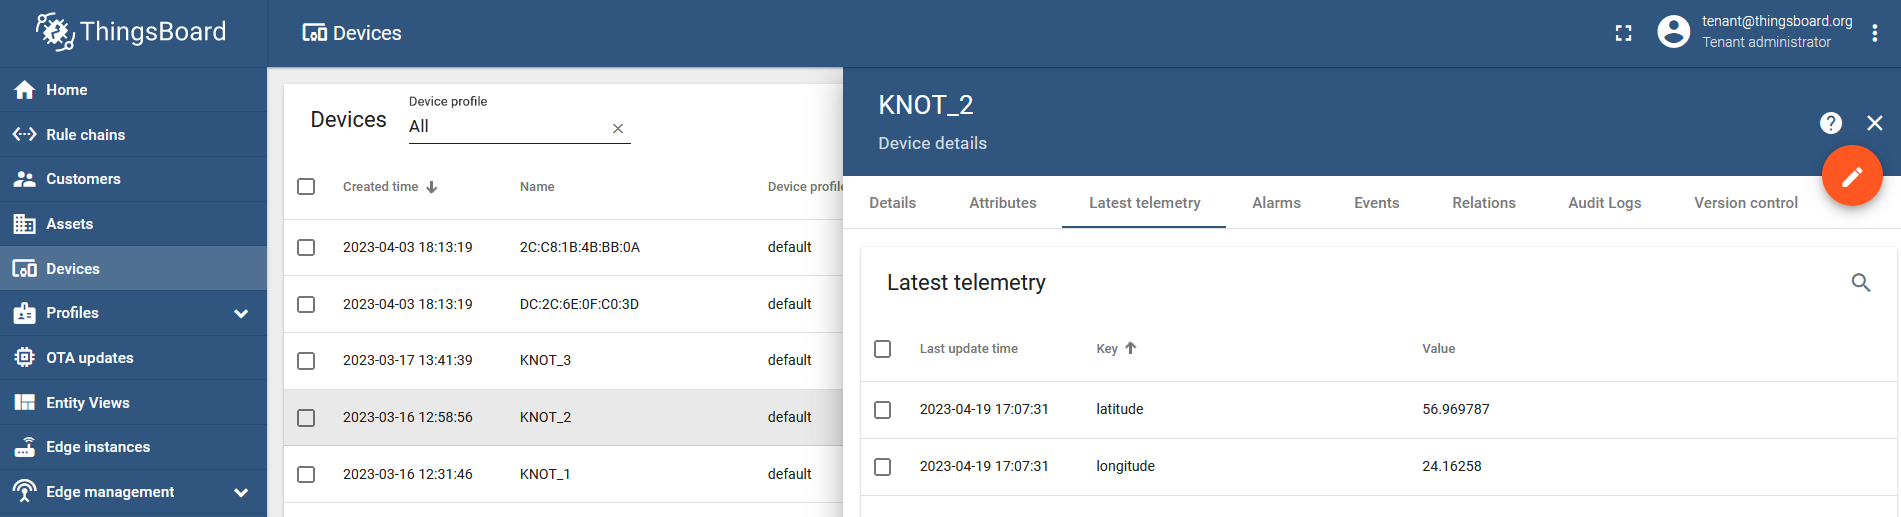 ThingsBoard
Devices
tenant@thingsboard.org
Tenant administrator
Home
Rule chains
Customers
Assets
Devices
Profiles
OTA updates
Entity Views
Edge instances
Edge management
Devices
Device profile
All
Created time Name Device profile
2023-04-03 18:13:19 2C:C8:1B:4B:BB:0A default
2023-04-03 18:13:19 DC:2C:6E:0F:C0:3D default
2023-03-17 13:41:39 KNOT_3 default
2023-03-16 12:58:56 KNOT_2 default
2023-03-16 12:31:46 KNOT_1 default
KNOT_2
Device details
Details Attributes Latest telemetry Alarms Events Relations Audit Logs Version control
Latest telemetry
Last update time Key Value
2023-04-19 17:07:31 latitude 56.969787
2023-04-19 17:07:31 longitude 24.16258